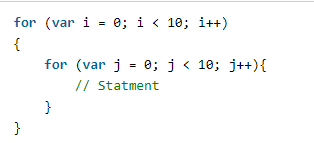 for (var i = 0; i < 10; i++)
{
    for (var j = 0; j < 10; j++){
        // Statment
    }
}